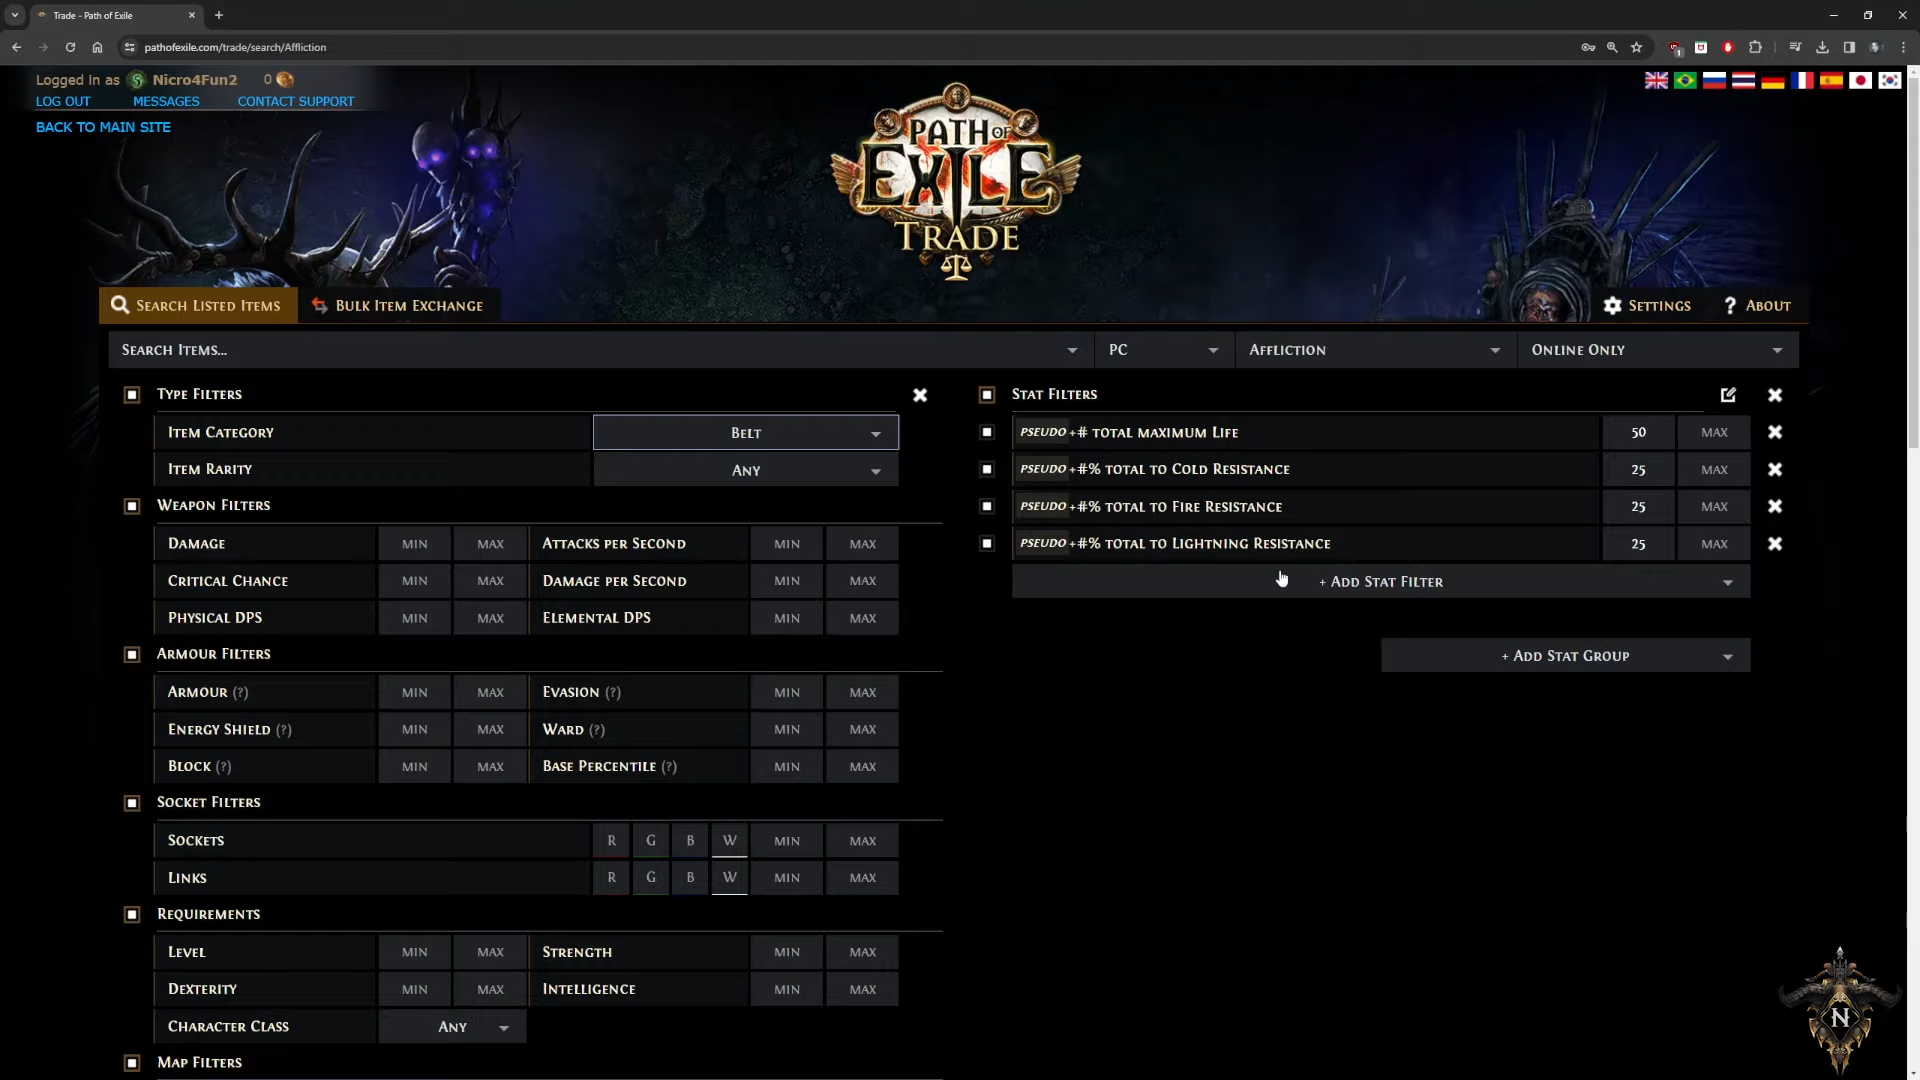 Trade - Path of Exile
pathofexile.com/trade/search/Affliction
Logged in as Nicro4Fun2 0
LOG OUT MESSAGES CONTACT SUPPORT
BACK TO MAIN SITE
PATH OF
EXILE
TRADE
Search Listed Items Bulk Item Exchange Settings ? About
Search Items... PC Affliction Online Only
Type Filters
Item Category Belt
Item Rarity Any
Weapon Filters
Damage MIN MAX Attacks per Second MIN MAX
Critical Chance MIN MAX Damage per Second MIN MAX
Physical DPS MIN MAX Elemental DPS MIN MAX
Armour Filters
Armour (?) MIN MAX Evasion (?) MIN MAX
Energy Shield (?) MIN MAX Ward (?) MIN MAX
Block (?) MIN MAX Base Percentile (?) MIN MAX
Socket Filters
Sockets R G B W MIN MAX
Links R G B W MIN MAX
Requirements
Level MIN MAX Strength MIN MAX
Dexterity MIN MAX Intelligence MIN MAX
Character Class Any
Map Filters
Stat Filters
PSEUDO +# total maximum Life 50 MAX
PSEUDO +#% total to Cold Resistance 25 MAX
PSEUDO +#% total to Fire Resistance 25 MAX
PSEUDO +#% total to Lightning Resistance 25 MAX
+ Add Stat Filter
+ Add Stat Group
N